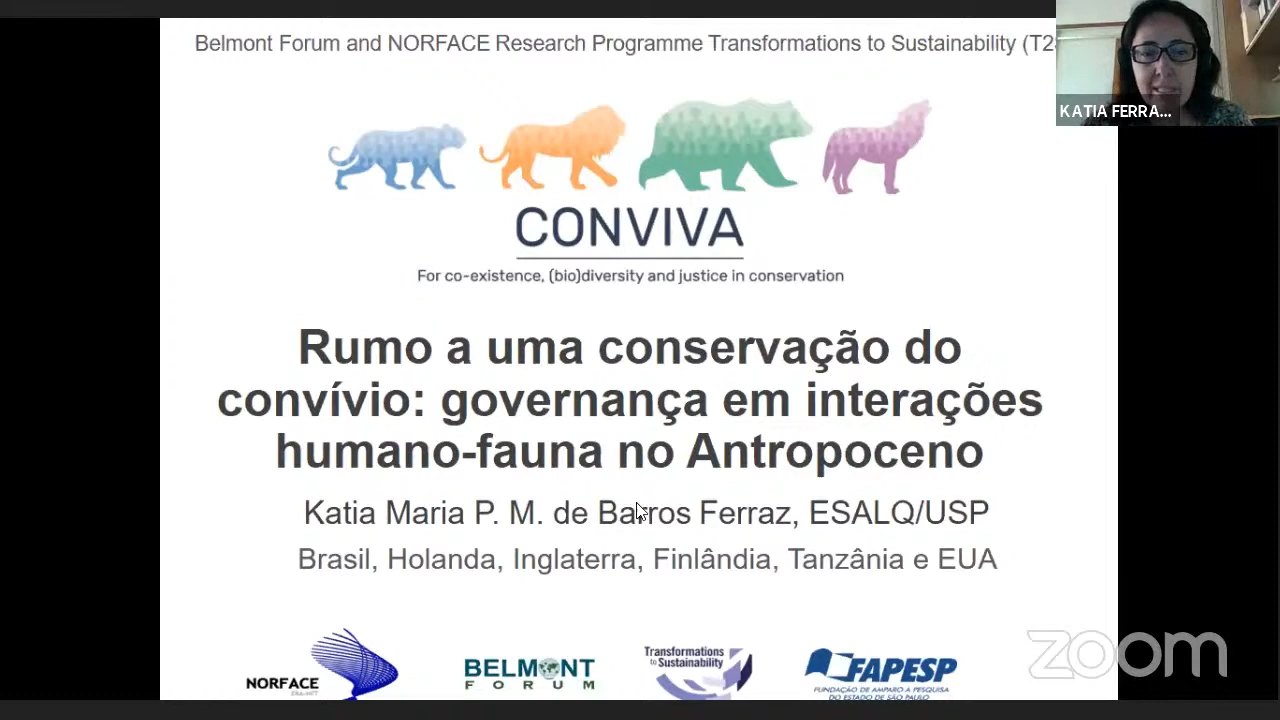 Belmont Forum and NORFACE Research Programme Transformations to Sustainability (T2
KATIA FERRA...
CONVIVA
For co-existence, (bio)diversity and justice in conservation
Rumo a uma conservação do
convívio: governança em interações
humano-fauna no Antropoceno
Katia Maria P. M. de Barros Ferraz, ESALQ/USP
Brasil, Holanda, Inglaterra, Finlândia, Tanzânia e EUA
NORFACE
BELMONT
FORUM
Transformations
to Sustainability
FAPESP
FUNDAÇÃO DE AMPARO À PESQUISA
DO ESTADO DE SÃO PAULO
zoom